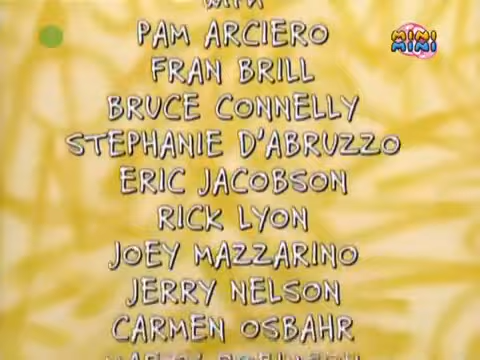 MINI
MINI
PAM ARCIERO
FRAN BRILL
BRUCE CONNELLY
STEPHANIE D'ABRUZZO
ERIC JACOBSON
RICK LYON
JOEY MAZZARINO
JERRY NELSON
CARMEN OSBAHR